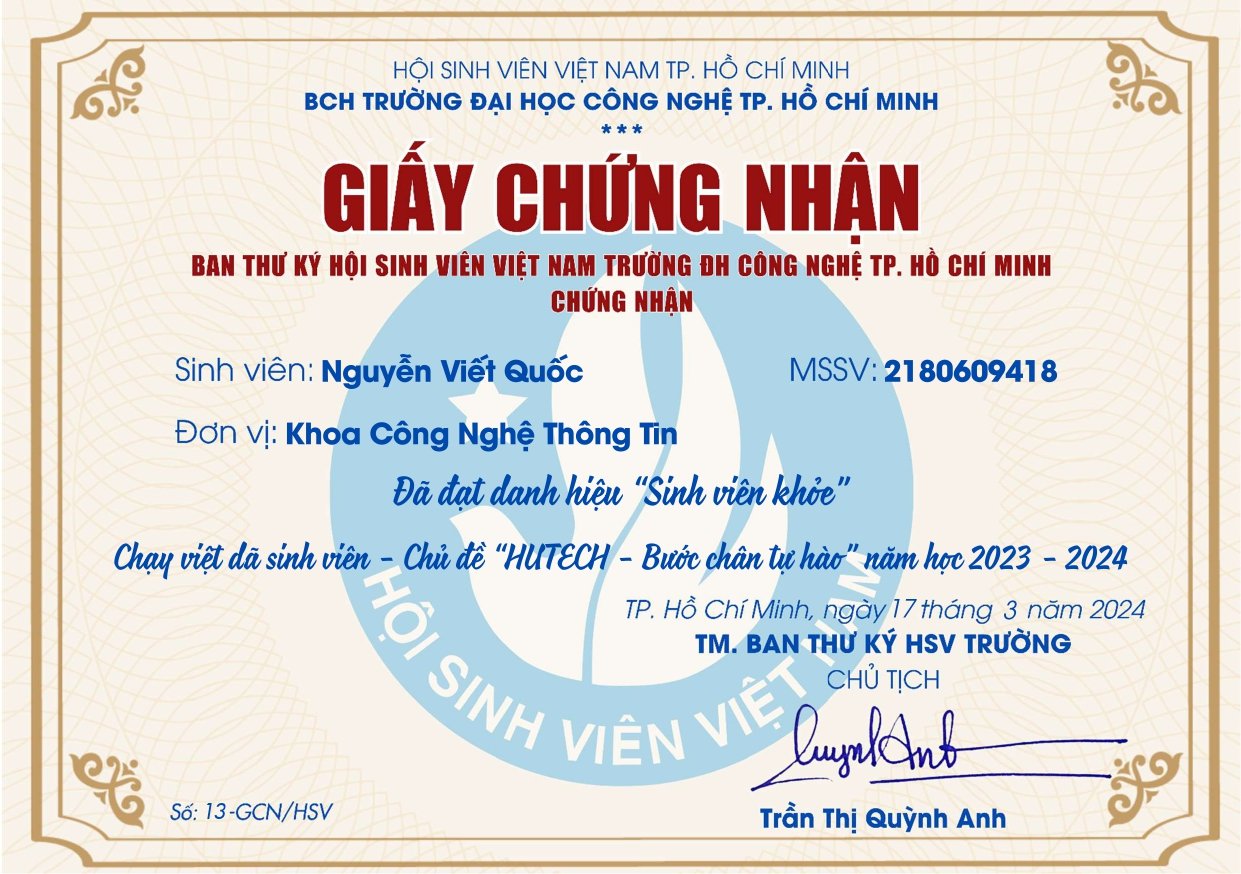 HỘI SINH VIÊN VIỆT NAM TP. HỒ CHÍ MINH
BCH TRƯỜNG ĐẠI HỌC CÔNG NGHỆ TP. HỒ CHÍ MINH
***
GIẤY CHỨNG NHẬN
BAN THƯ KÝ HỘI SINH VIÊN VIỆT NAM TRƯỜNG ĐH CÔNG NGHỆ TP. HỒ CHÍ MINH
CHỨNG NHẬN
Sinh viên: Nguyễn Viết Quốc MSSV: 2180609418
Đơn vị: Khoa Công Nghệ Thông Tin
Đã đạt danh hiệu “Sinh viên khỏe”
Chạy việt dã sinh viên - Chủ đề “HUTECH - Bước chân tự hào” năm học 2023 - 2024
TP. Hồ Chí Minh, ngày 17 tháng 3 năm 2024
TM. BAN THƯ KÝ HSV TRƯỜNG
CHỦ TỊCH
HỘI SINH VIÊN VIỆT NAM
QuynhAnh
Số: 13-GCN/HSV
Trần Thị Quỳnh Anh